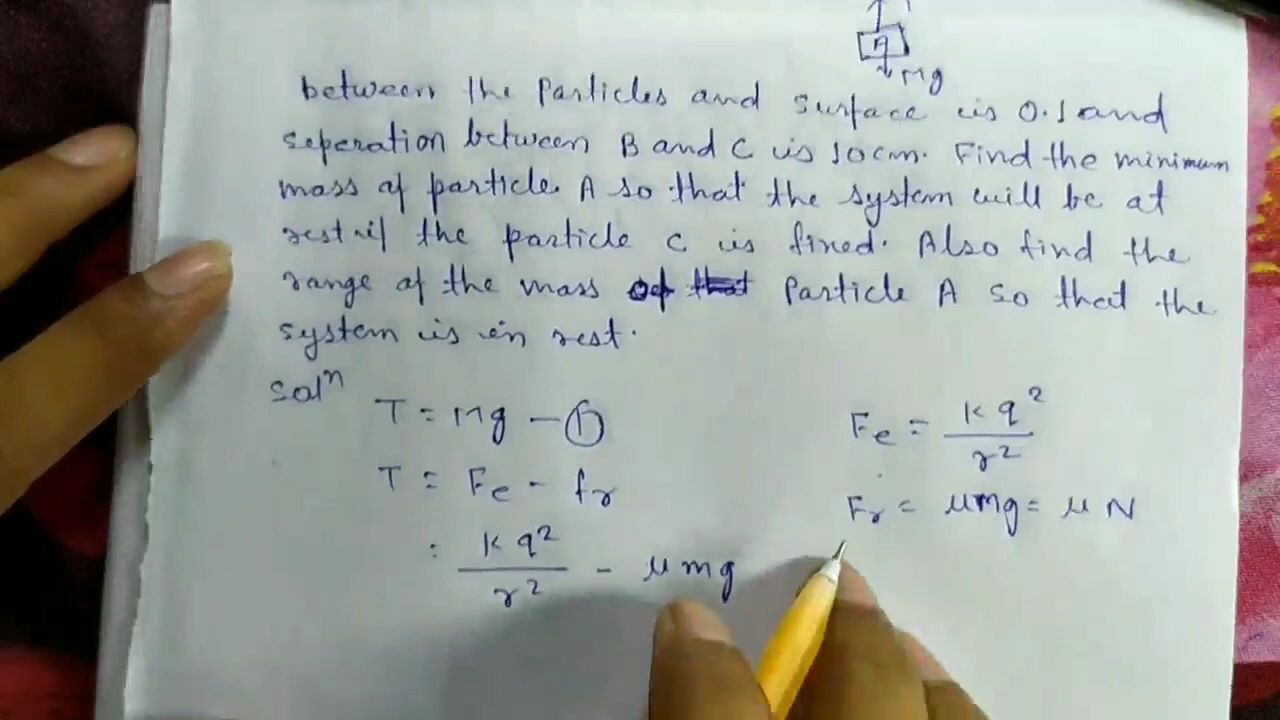 A
Mg
between the Particles and surface is 0.1 and
seperation between B and C is 10cm. Find the minimum
mass of particle A so that the system will be at
rest if the particle C is fixed. Also find the
range of the mass of that Particle A so that the
system is in rest.
Solⁿ
T = Mg — ①
Fe = Kq² / r²
T = Fe - fr
Fr = μmg = μN
= Kq² / r² - μmg